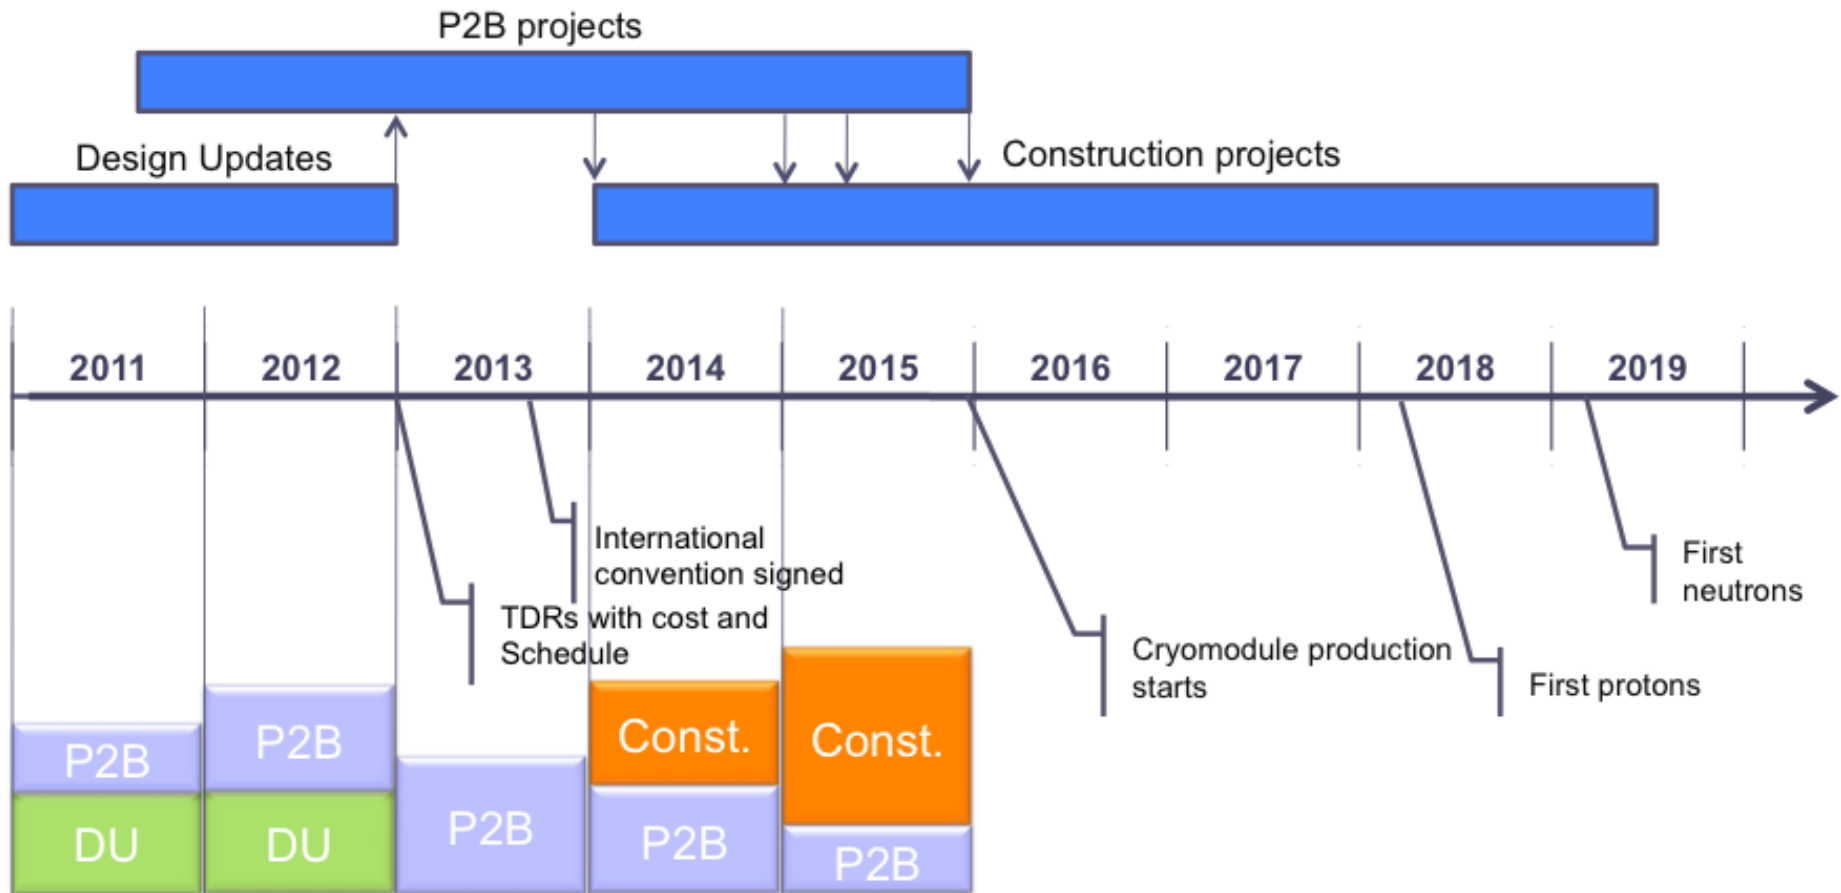 P2B projects
Design Updates
Construction projects
2011
2012
2013
2014
2015
2016
2017
2018
2019
International
convention signed
TDRs with cost and
Schedule
First
neutrons
Cryomodule production
starts
First protons
P2B
P2B
Const.
Const.
DU
DU
P2B
P2B
P2B